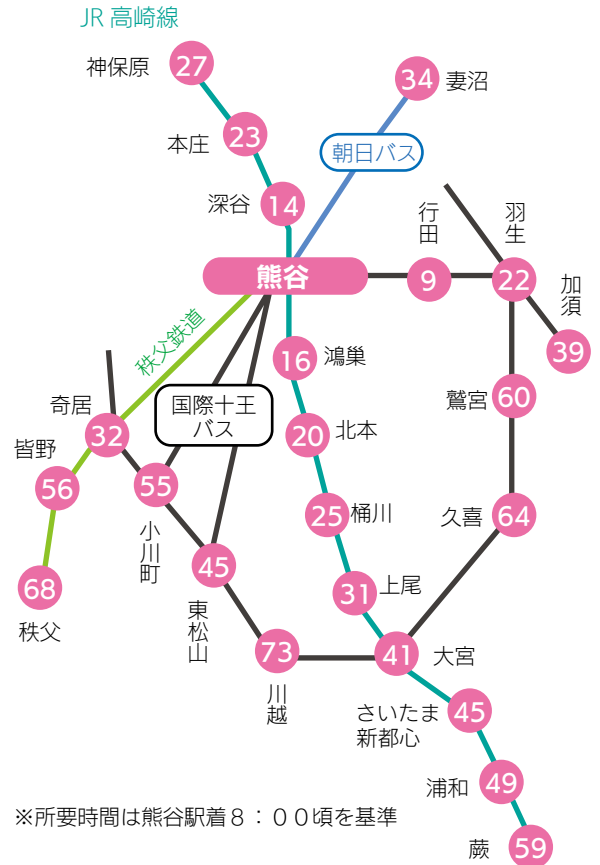 JR 高崎線
神保原
27
34
妻沼
本庄
23
朝日バス
深谷
14
行田
羽生
熊谷
9
22
加須
秩父鉄道
16
鴻巣
39
奇居
国際十王
バス
鷲宮
60
32
20
北本
皆野
56
55
25
桶川
久喜
64
小川町
45
68
31
上尾
秩父
東松山
73
41
大宮
川越
さいたま
新都心
45
浦和
49
※所要時間は熊谷駅着8：00頃を基準
蕨
59